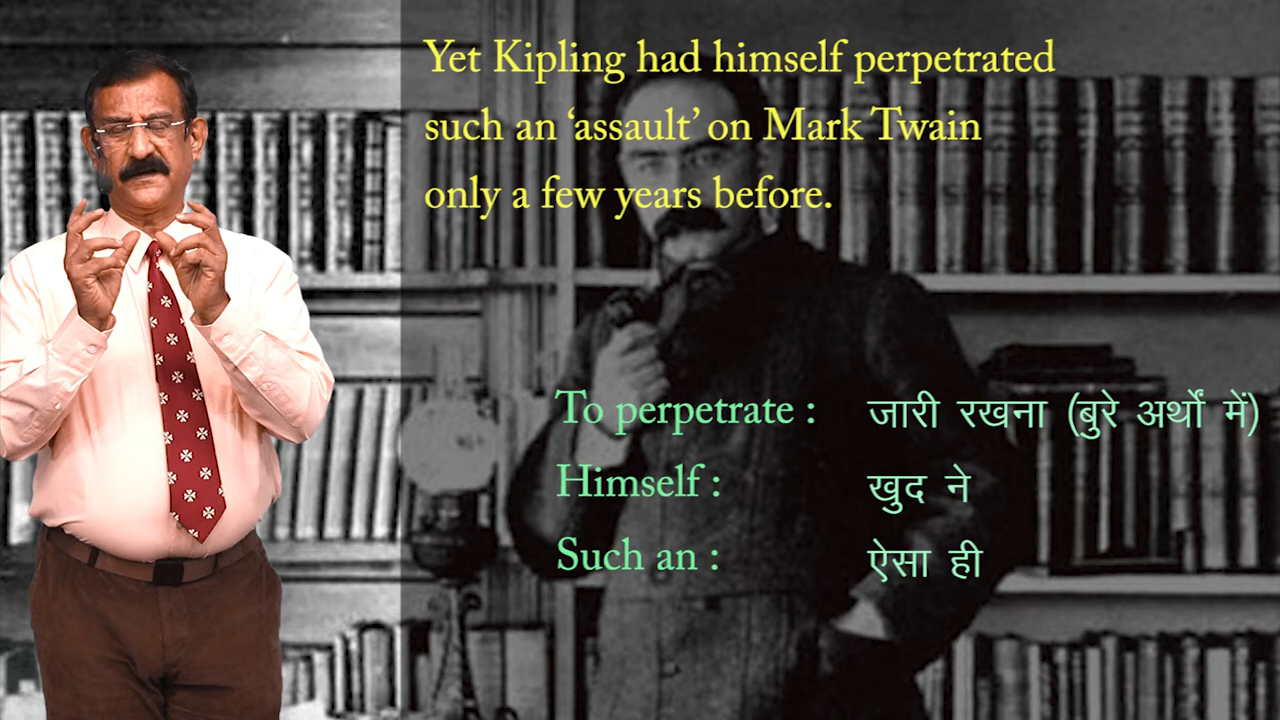 Yet Kipling had himself perpetrated
such an ‘assault’ on Mark Twain
only a few years before.
To perpetrate : जारी रखना (बुरे अर्थों में)
Himself : खुद ने
Such an : ऐसा ही